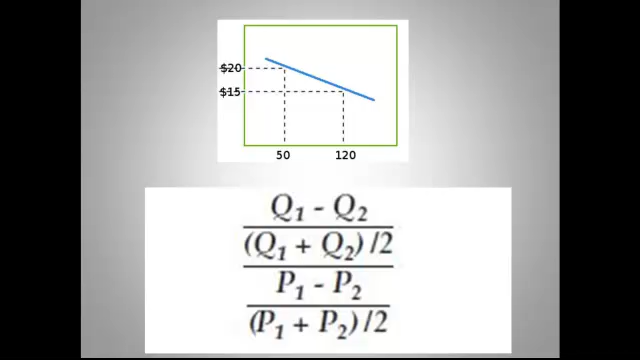 $20
$15
50 120
Q₁ - Q₂
(Q₁ + Q₂) /2
P₁ - P₂
(P₁ + P₂) /2